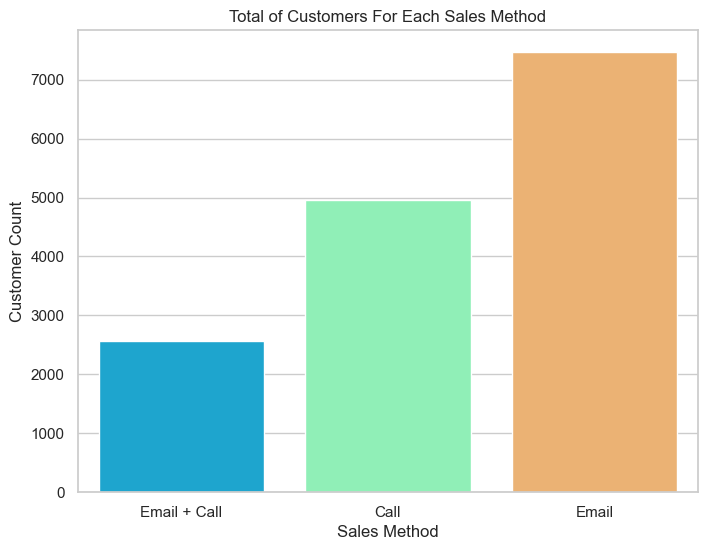 Total of Customers For Each Sales Method
7000
6000
5000
4000
3000
2000
1000
0
Customer Count
Email + Call
Call
Email
Sales Method